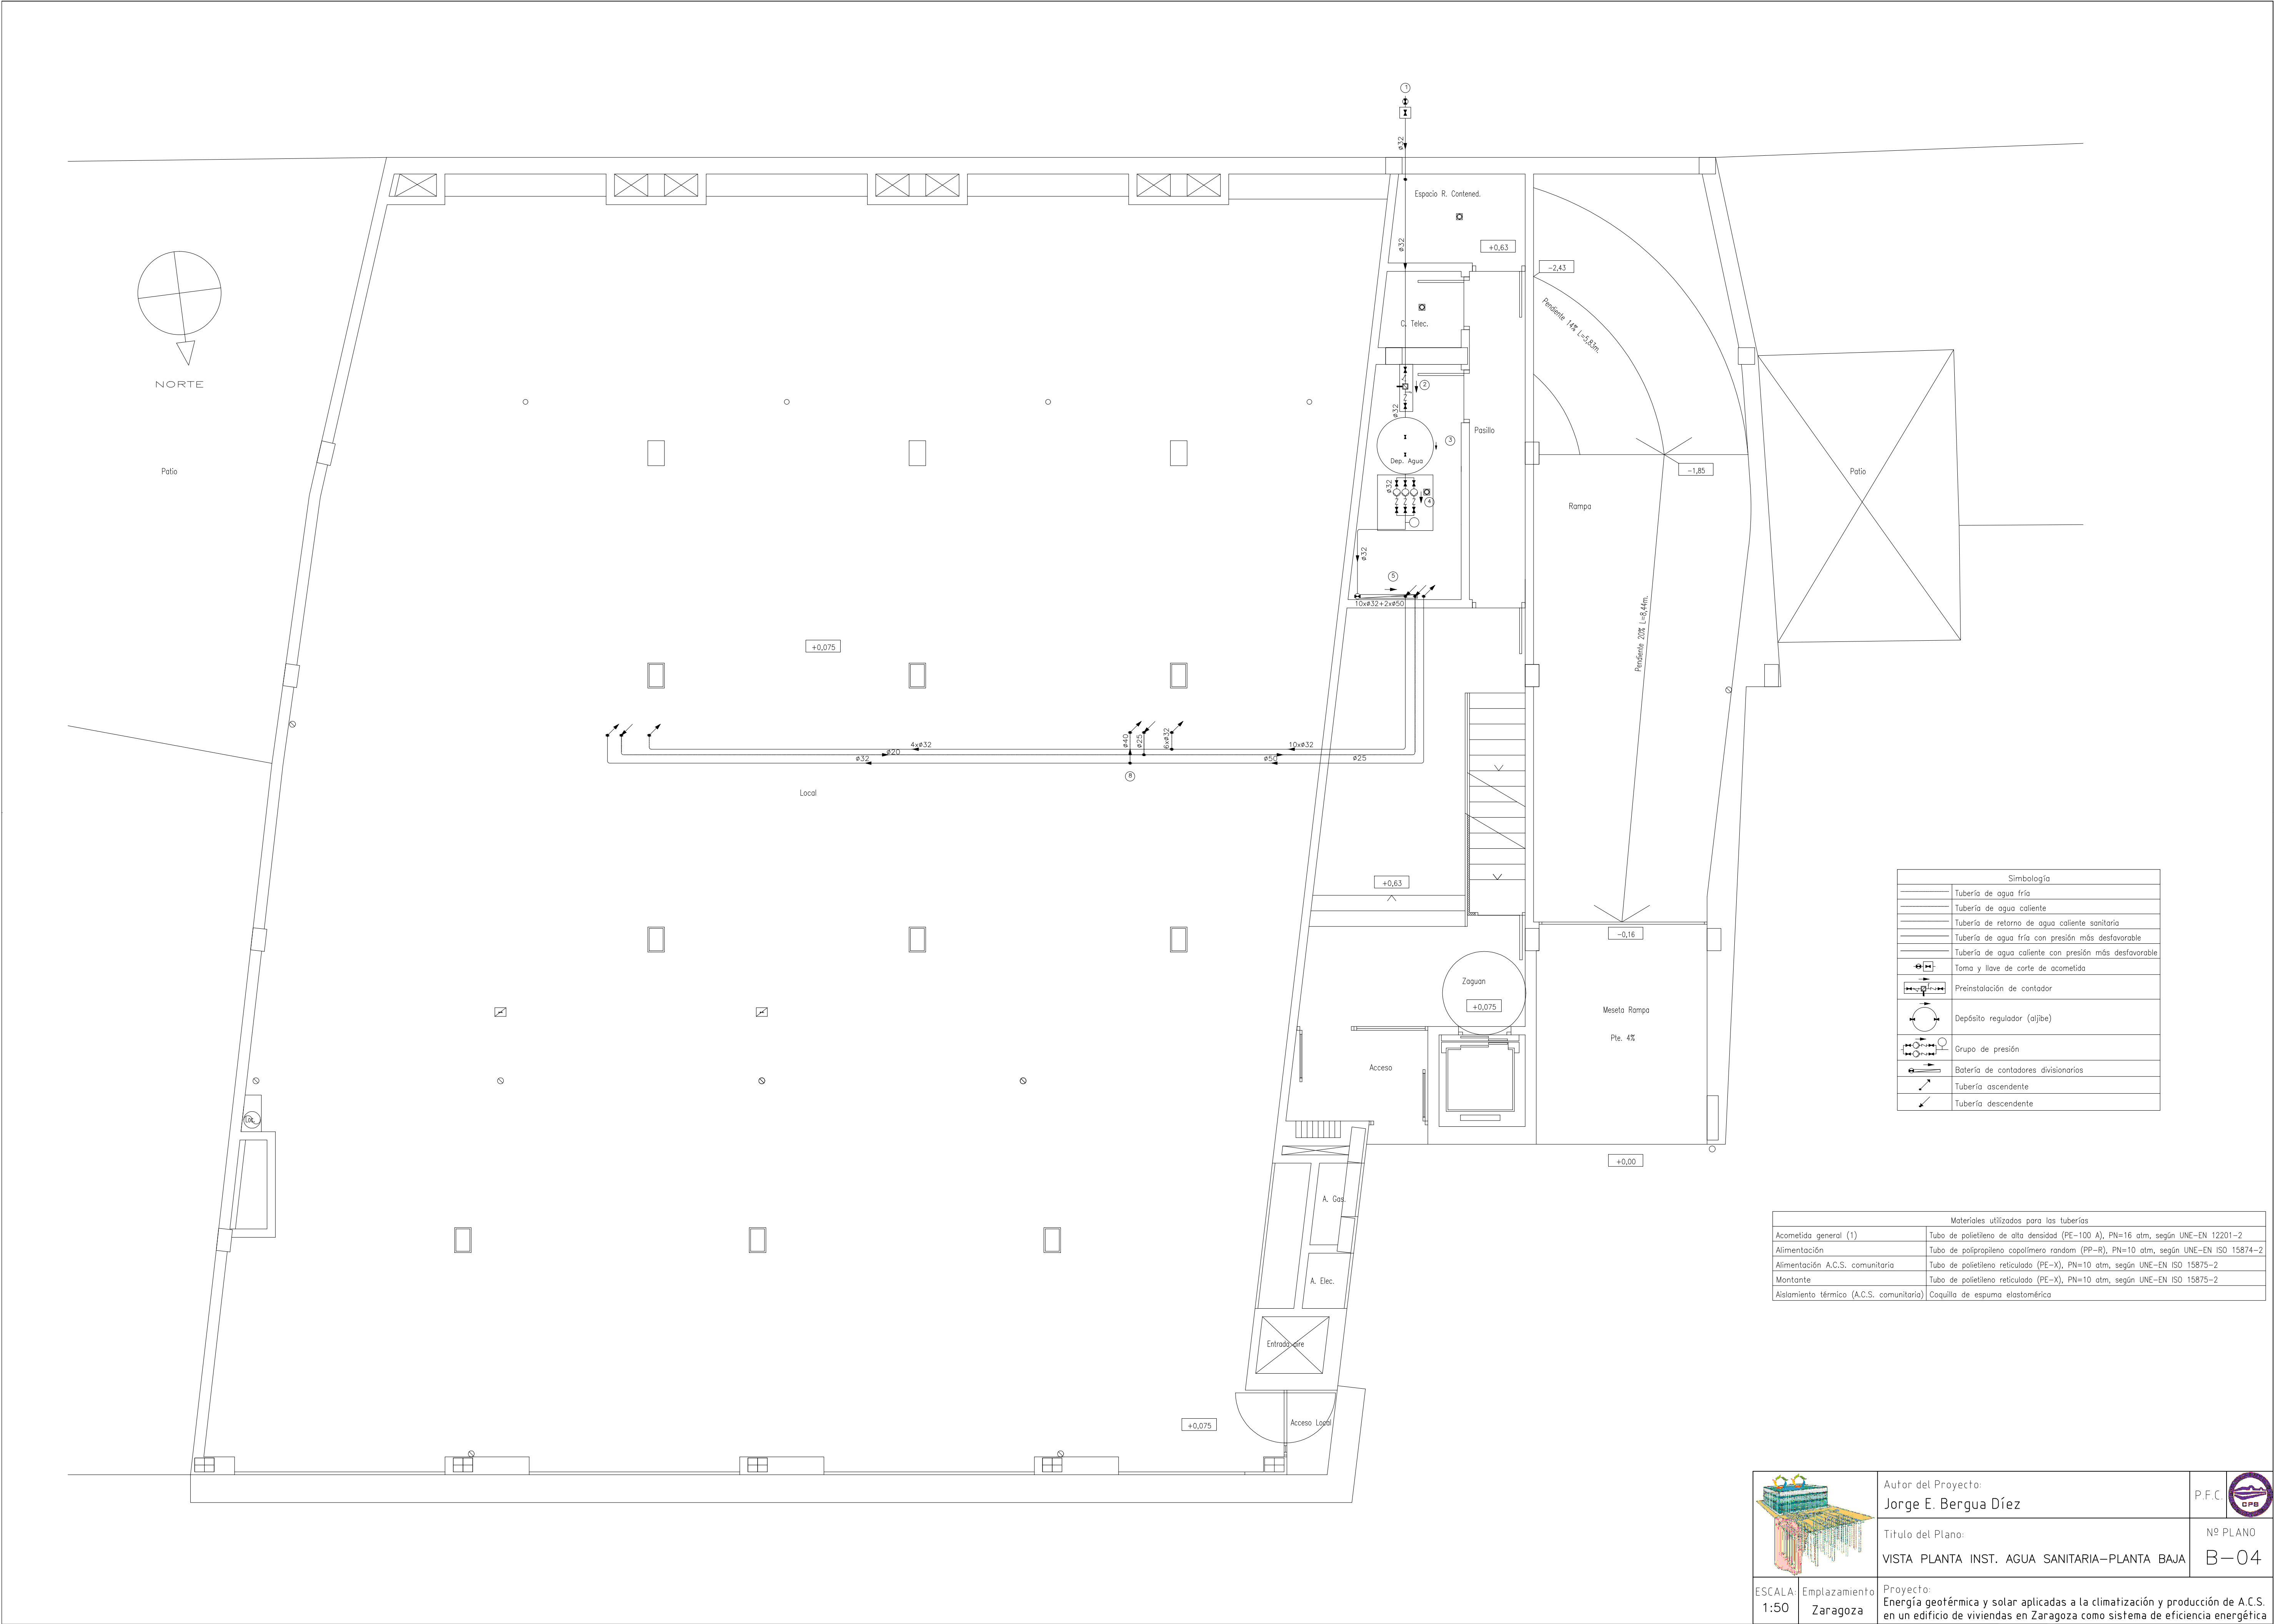 1
ø32
Espacio R. Contened.
ø32
+0,63
-2,43
Pendiente 14% L=5,83m.
C. Telec.
NORTE
2
ø32
Pasillo
3
Dep. Agua
Patio
-1,85
Patio
ø32
4
Rampa
ø32
5
10xø32+2xø50
Pendiente 20% L=8,44m.
+0,075
4xø32
ø20
ø32
ø40
ø25
6xø32
10xø32
ø50
ø25
8
Local
+0,63
-0,16
Zaguan
+0,075
Meseta Rampa
Pte. 4%
Acceso
+0,00
A. Gas.
A. Elec.
Entrada aire
+0,075
Acceso Local
Simbología
Tubería de agua fría
Tubería de agua caliente
Tubería de retorno de agua caliente sanitaria
Tubería de agua fría con presión más desfavorable
Tubería de agua caliente con presión más desfavorable
Toma y llave de corte de acometida
Preinstalación de contador
Depósito regulador (aljibe)
Grupo de presión
Batería de contadores divisionarios
Tubería ascendente
Tubería descendente
Materiales utilizados para las tuberías
Acometida general (1) Tubo de polietileno de alta densidad (PE-100 A), PN=16 atm, según UNE-EN 12201-2
Alimentación Tubo de polipropileno copolímero random (PP-R), PN=10 atm, según UNE-EN ISO 15874-2
Alimentación A.C.S. comunitaria Tubo de polietileno reticulado (PE-X), PN=10 atm, según UNE-EN ISO 15875-2
Montante Tubo de polietileno reticulado (PE-X), PN=10 atm, según UNE-EN ISO 15875-2
Aislamiento térmico (A.C.S. comunitaria) Coquilla de espuma elastomérica
Autor del Proyecto:
Jorge E. Bergua Díez
P.F.C.
CPB
Titulo del Plano:
VISTA PLANTA INST. AGUA SANITARIA-PLANTA BAJA
Nº PLANO
B-04
ESCALA:
1:50
Emplazamiento
Zaragoza
Proyecto:
Energía geotérmica y solar aplicadas a la climatización y producción de A.C.S.
en un edificio de viviendas en Zaragoza como sistema de eficiencia energética